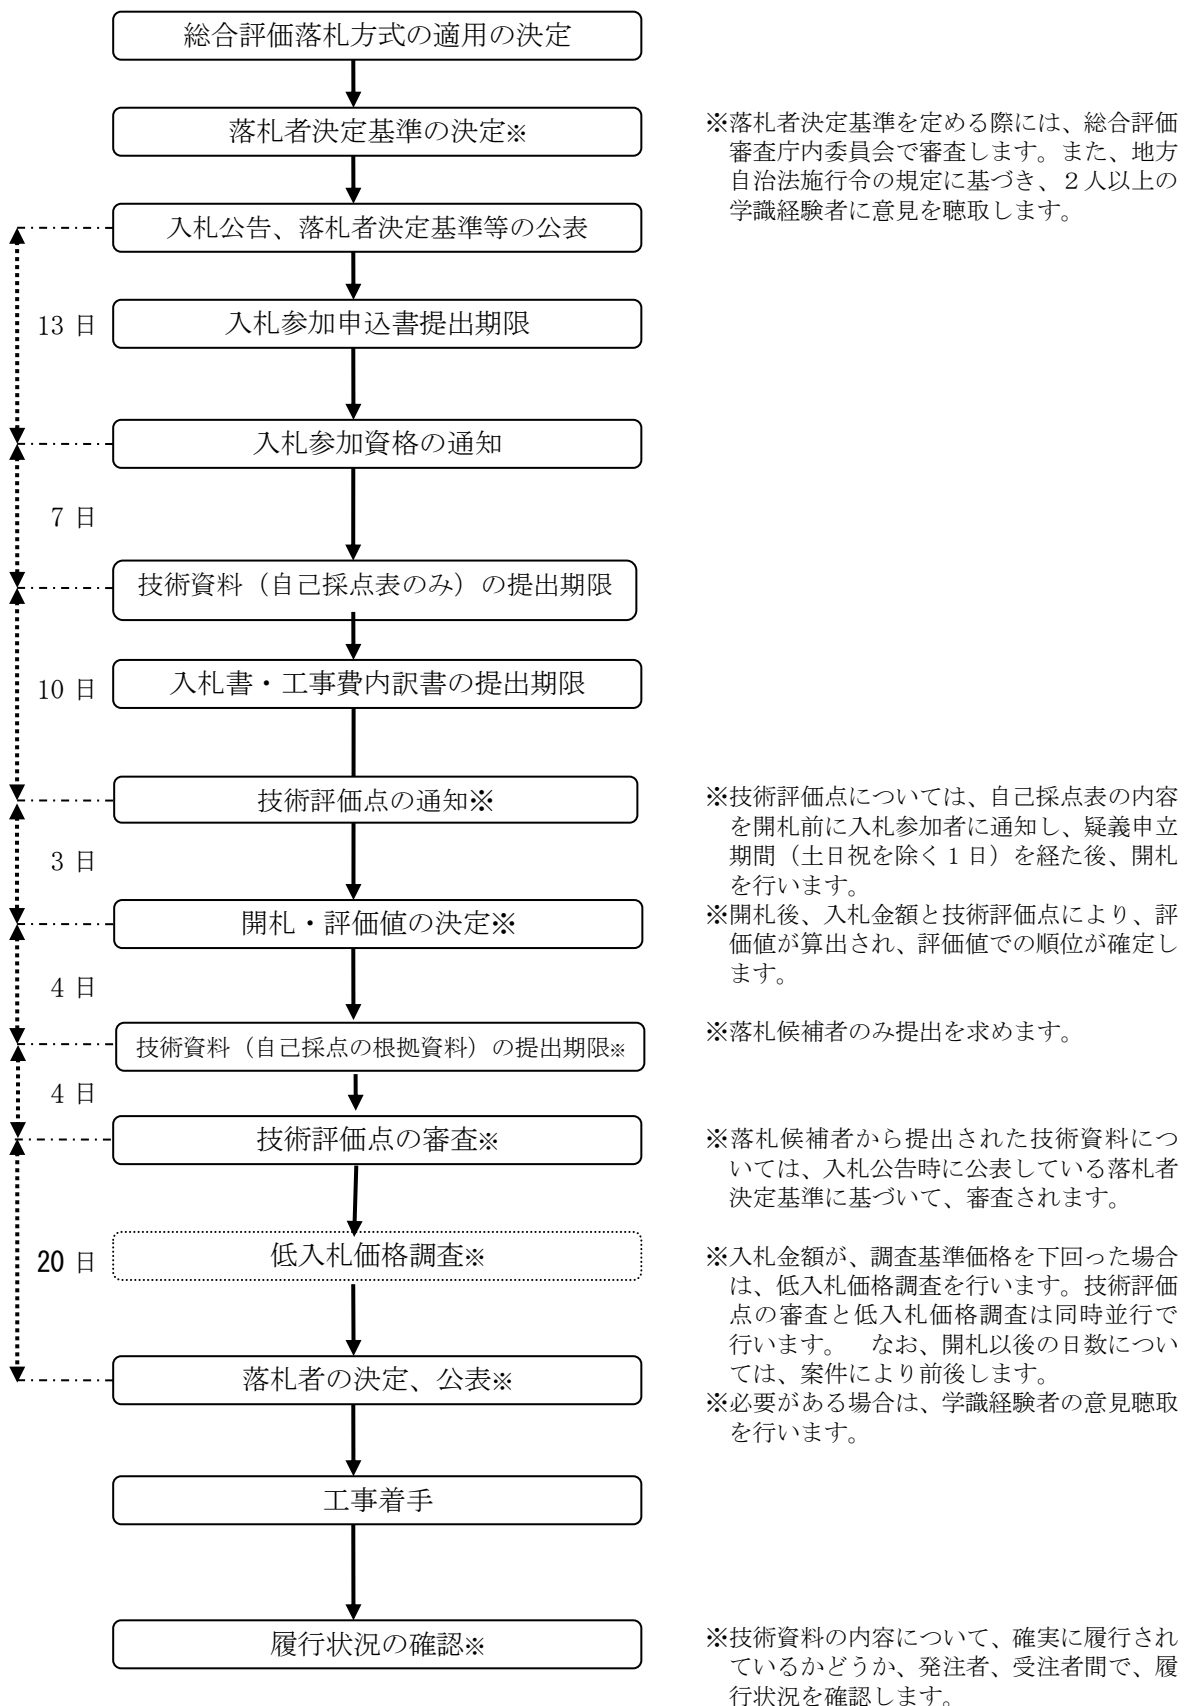 総合評価落札方式の適用の決定
落札者決定基準の決定※
※落札者決定基準を定める際には、総合評価
審査庁内委員会で審査します。また、地方
自治法施行令の規定に基づき、２人以上の
学識経験者に意見を聴取します。
入札公告、落札者決定基準等の公表
13 日
入札参加申込書提出期限
入札参加資格の通知
7 日
技術資料（自己採点表のみ）の提出期限
10 日
入札書・工事費内訳書の提出期限
技術評価点の通知※
※技術評価点については、自己採点表の内容
を開札前に入札参加者に通知し、疑義申立
期間（土日祝を除く１日）を経た後、開札
を行います。
3 日
開札・評価値の決定※
※開札後、入札金額と技術評価点により、評
価値が算出され、評価値での順位が確定し
ます。
4 日
技術資料（自己採点の根拠資料）の提出期限※
※落札候補者のみ提出を求めます。
4 日
技術評価点の審査※
※落札候補者から提出された技術資料につ
いては、入札公告時に公表している落札者
決定基準に基づいて、審査されます。
20 日
低入札価格調査※
※入札金額が、調査基準価格を下回った場合
は、低入札価格調査を行います。技術評価
点の審査と低入札価格調査は同時並行で
行います。　なお、開札以後の日数につい
ては、案件により前後します。
落札者の決定、公表※
※必要がある場合は、学識経験者の意見聴取
を行います。
工事着手
履行状況の確認※
※技術資料の内容について、確実に履行され
ているかどうか、発注者、受注者間で、履
行状況を確認します。